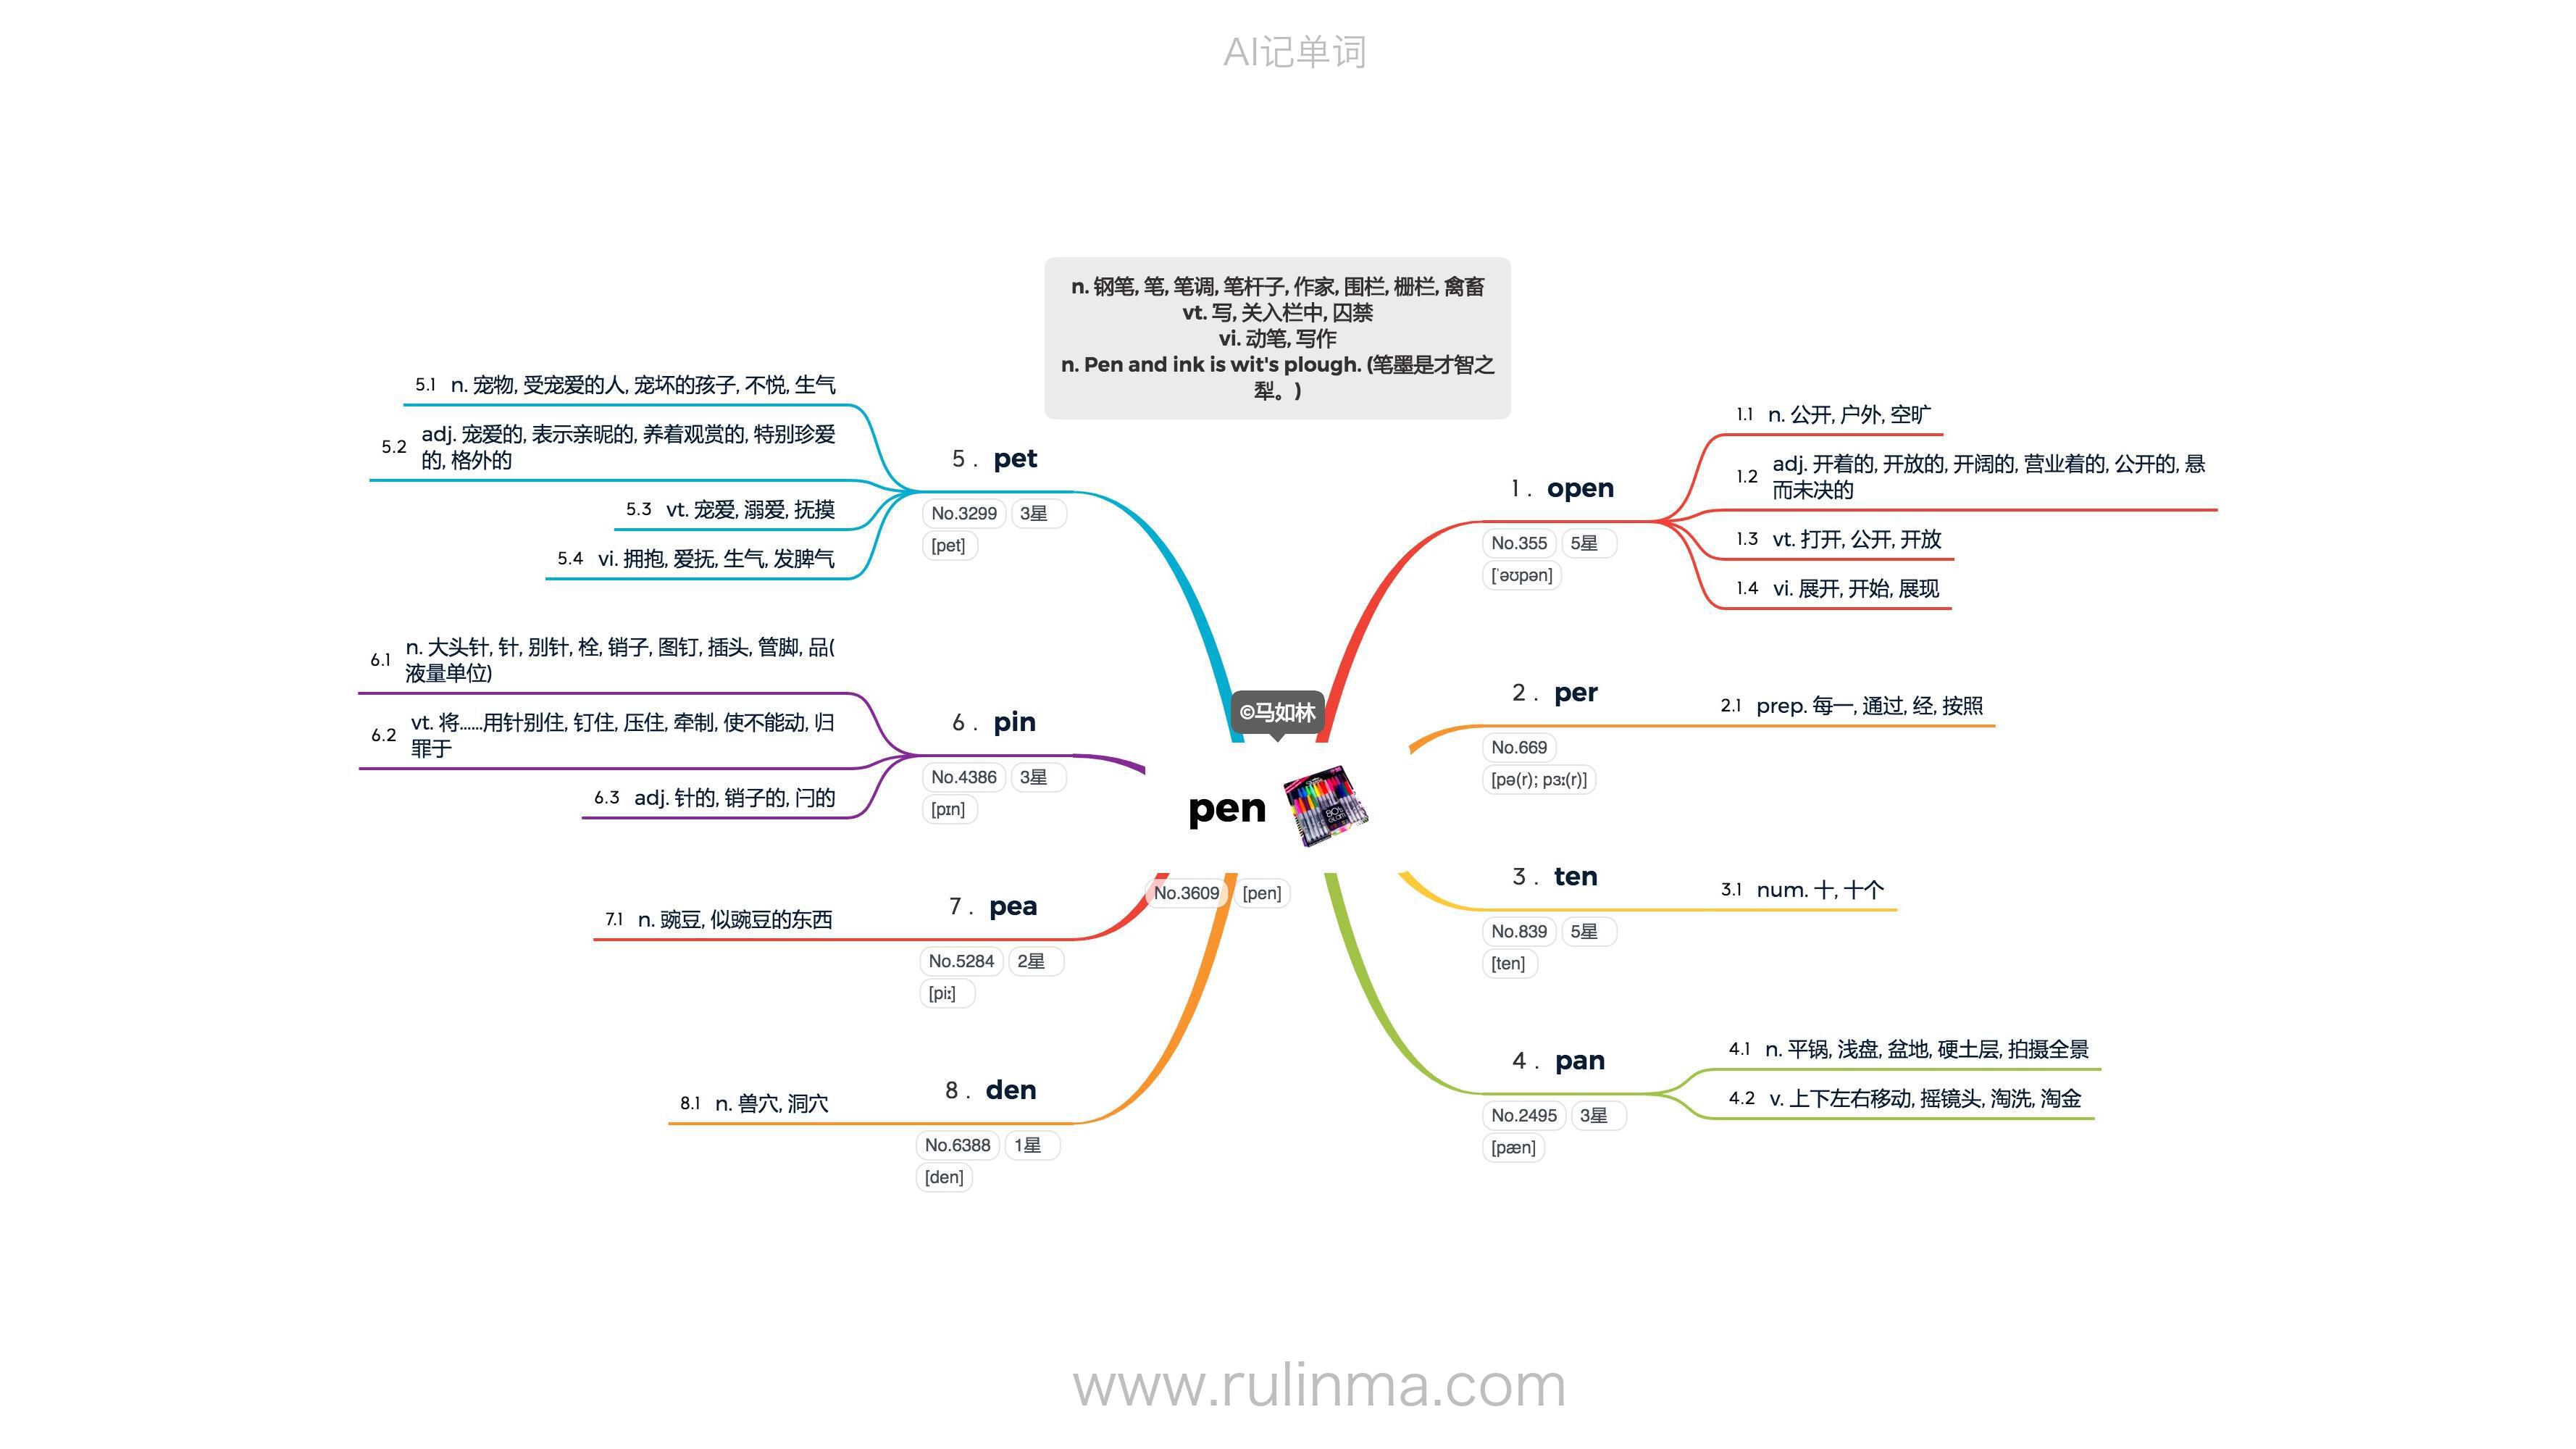 AI记单词
n. 钢笔, 笔, 笔调, 笔杆子, 作家, 围栏, 栅栏, 禽畜
vt. 写, 关入栏中, 囚禁
vi. 动笔, 写作
n. Pen and ink is wit's plough. (笔墨是才智之
犁。)
©马如林
pen
No.3609 [pen]
1 . open
No.355 5星
[ˈəʊpən]
1.1 n. 公开, 户外, 空旷
1.2 adj. 开着的, 开放的, 开阔的, 营业着的, 公开的, 悬
而未决的
1.3 vt. 打开, 公开, 开放
1.4 vi. 展开, 开始, 展现
2 . per
No.669
[pə(r); pɜː(r)]
2.1 prep. 每一, 通过, 经, 按照
3 . ten
No.839 5星
[ten]
3.1 num. 十, 十个
4 . pan
No.2495 3星
[pæn]
4.1 n. 平锅, 浅盘, 盆地, 硬土层, 拍摄全景
4.2 v. 上下左右移动, 摇镜头, 淘洗, 淘金
5 . pet
No.3299 3星
[pet]
5.1 n. 宠物, 受宠爱的人, 宠坏的孩子, 不悦, 生气
5.2 adj. 宠爱的, 表示亲昵的, 养着观赏的, 特别珍爱
的, 格外的
5.3 vt. 宠爱, 溺爱, 抚摸
5.4 vi. 拥抱, 爱抚, 生气, 发脾气
6 . pin
No.4386 3星
[pɪn]
6.1 n. 大头针, 针, 别针, 栓, 销子, 图钉, 插头, 管脚, 品(
液量单位)
6.2 vt. 将......用针别住, 钉住, 压住, 牵制, 使不能动, 归
罪于
6.3 adj. 针的, 销子的, 闩的
7 . pea
No.5284 2星
[piː]
7.1 n. 豌豆, 似豌豆的东西
8 . den
No.6388 1星
[den]
8.1 n. 兽穴, 洞穴
www.rulinma.com